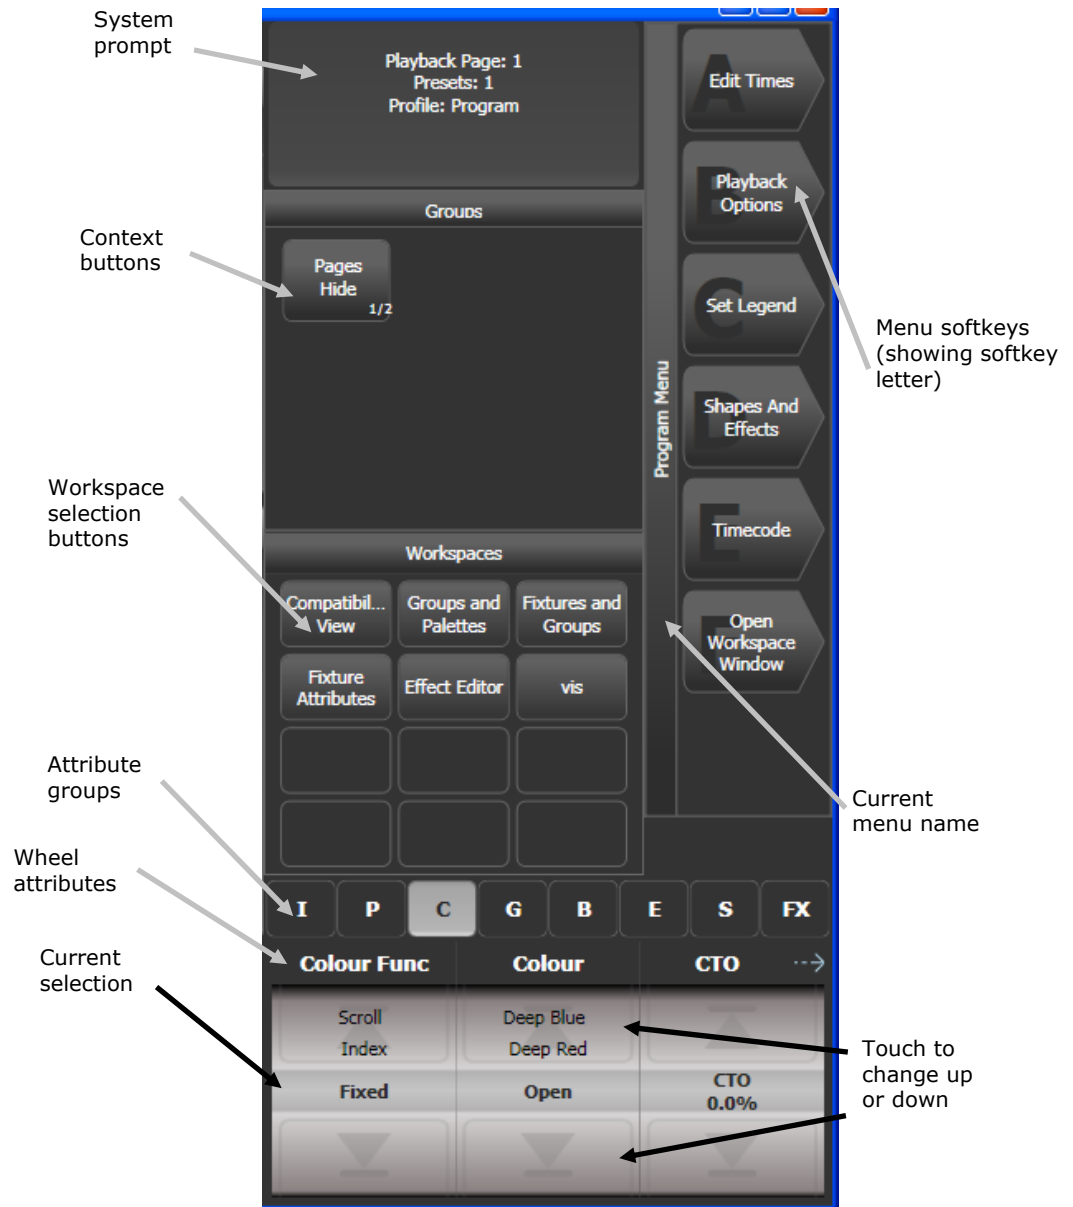 System
prompt
Playback Page: 1
Presets: 1
Profile: Program
A
Edit Times
B
Playback
Options
Groups
Context
buttons
Pages
Hide
1/2
C
Set Legend
Menu softkeys
(showing softkey
letter)
Program Menu
D
Shapes And
Effects
Workspace
selection
buttons
E
Timecode
Workspaces
Compatibil...
View
Groups and
Palettes
Fixtures and
Groups
F
Open
Workspace
Window
Fixture
Attributes
Effect Editor
vis
Attribute
groups
Current
menu name
Wheel
attributes
I P C G B E S FX
Current
selection
Colour Func Colour CTO
Scroll
Index
Fixed
Deep Blue
Deep Red
Open
CTO
0.0%
Touch to
change up
or down